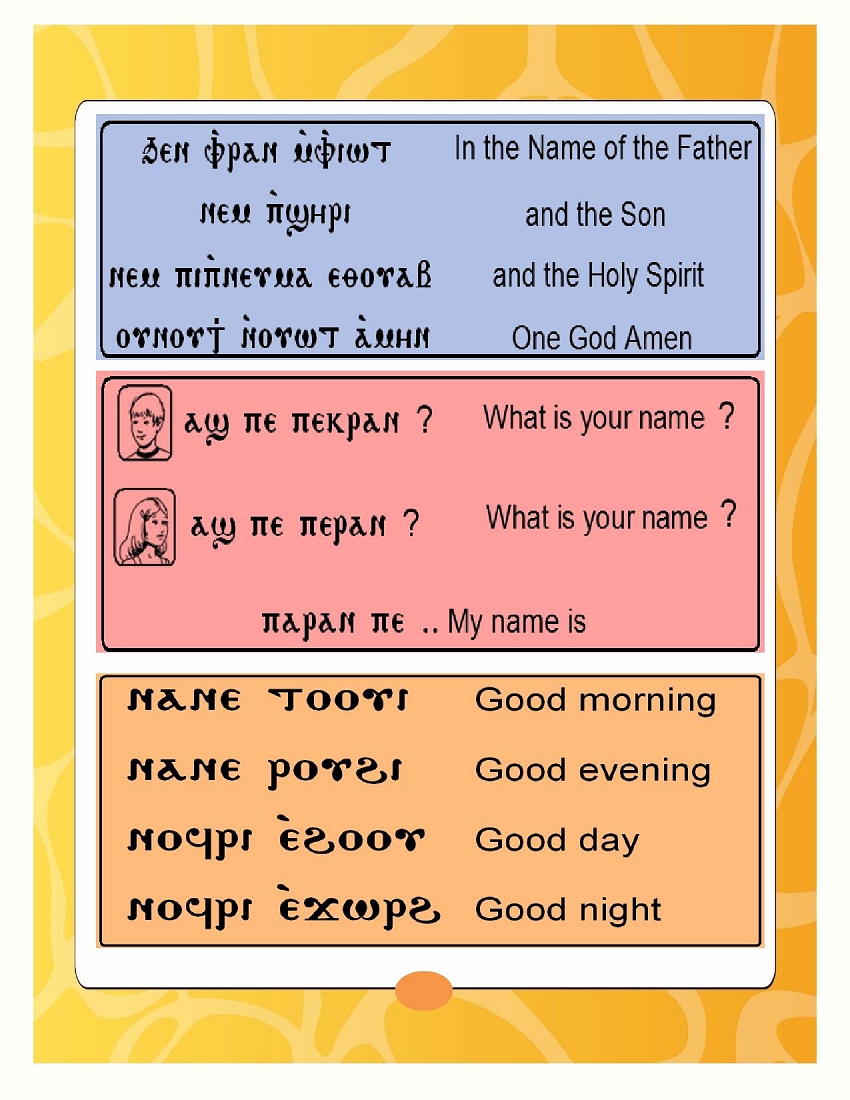 ϧⲉⲛ ⲫ̀ⲣⲁⲛ ⲙ̀ⲫ̀ⲓⲱⲧ In the Name of the Father
ⲛⲉⲙ ⲡ̀ϣⲏⲣⲓ and the Son
ⲛⲉⲙ ⲡⲓⲡ̀ⲛⲉⲩⲙⲁ ⲉⲑⲟⲩⲁⲃ and the Holy Spirit
ⲟⲩⲛⲟⲩϯ ⲛ̀ⲟⲩⲱⲧ ⲁ̀ⲙⲏⲛ One God Amen
ⲁϣ ⲡⲉ ⲡⲉⲕⲣⲁⲛ ? What is your name ?
ⲁϣ ⲡⲉ ⲡⲉⲣⲁⲛ ? What is your name ?
ⲡⲁⲣⲁⲛ ⲡⲉ .. My name is
ⲛⲁⲛⲉ ⲧⲟⲟⲩⲓ Good morning
ⲛⲁⲛⲉ ⲣⲟⲩϩⲓ Good evening
ⲛⲟϥⲣⲓ ⲉ̀ϩⲟⲟⲩ Good day
ⲛⲟϥⲣⲓ ⲉ̀ϫⲱⲣϩ Good night